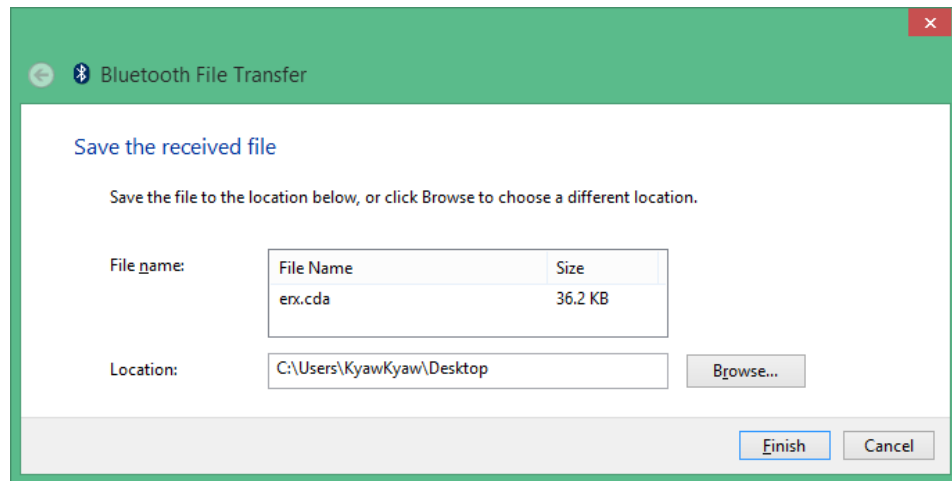 Bluetooth File Transfer
Save the received file
Save the file to the location below, or click Browse to choose a different location.
File name:
File Name Size
erx.cda 36.2 KB
Location: C:\Users\KyawKyaw\Desktop Browse...
Finish Cancel